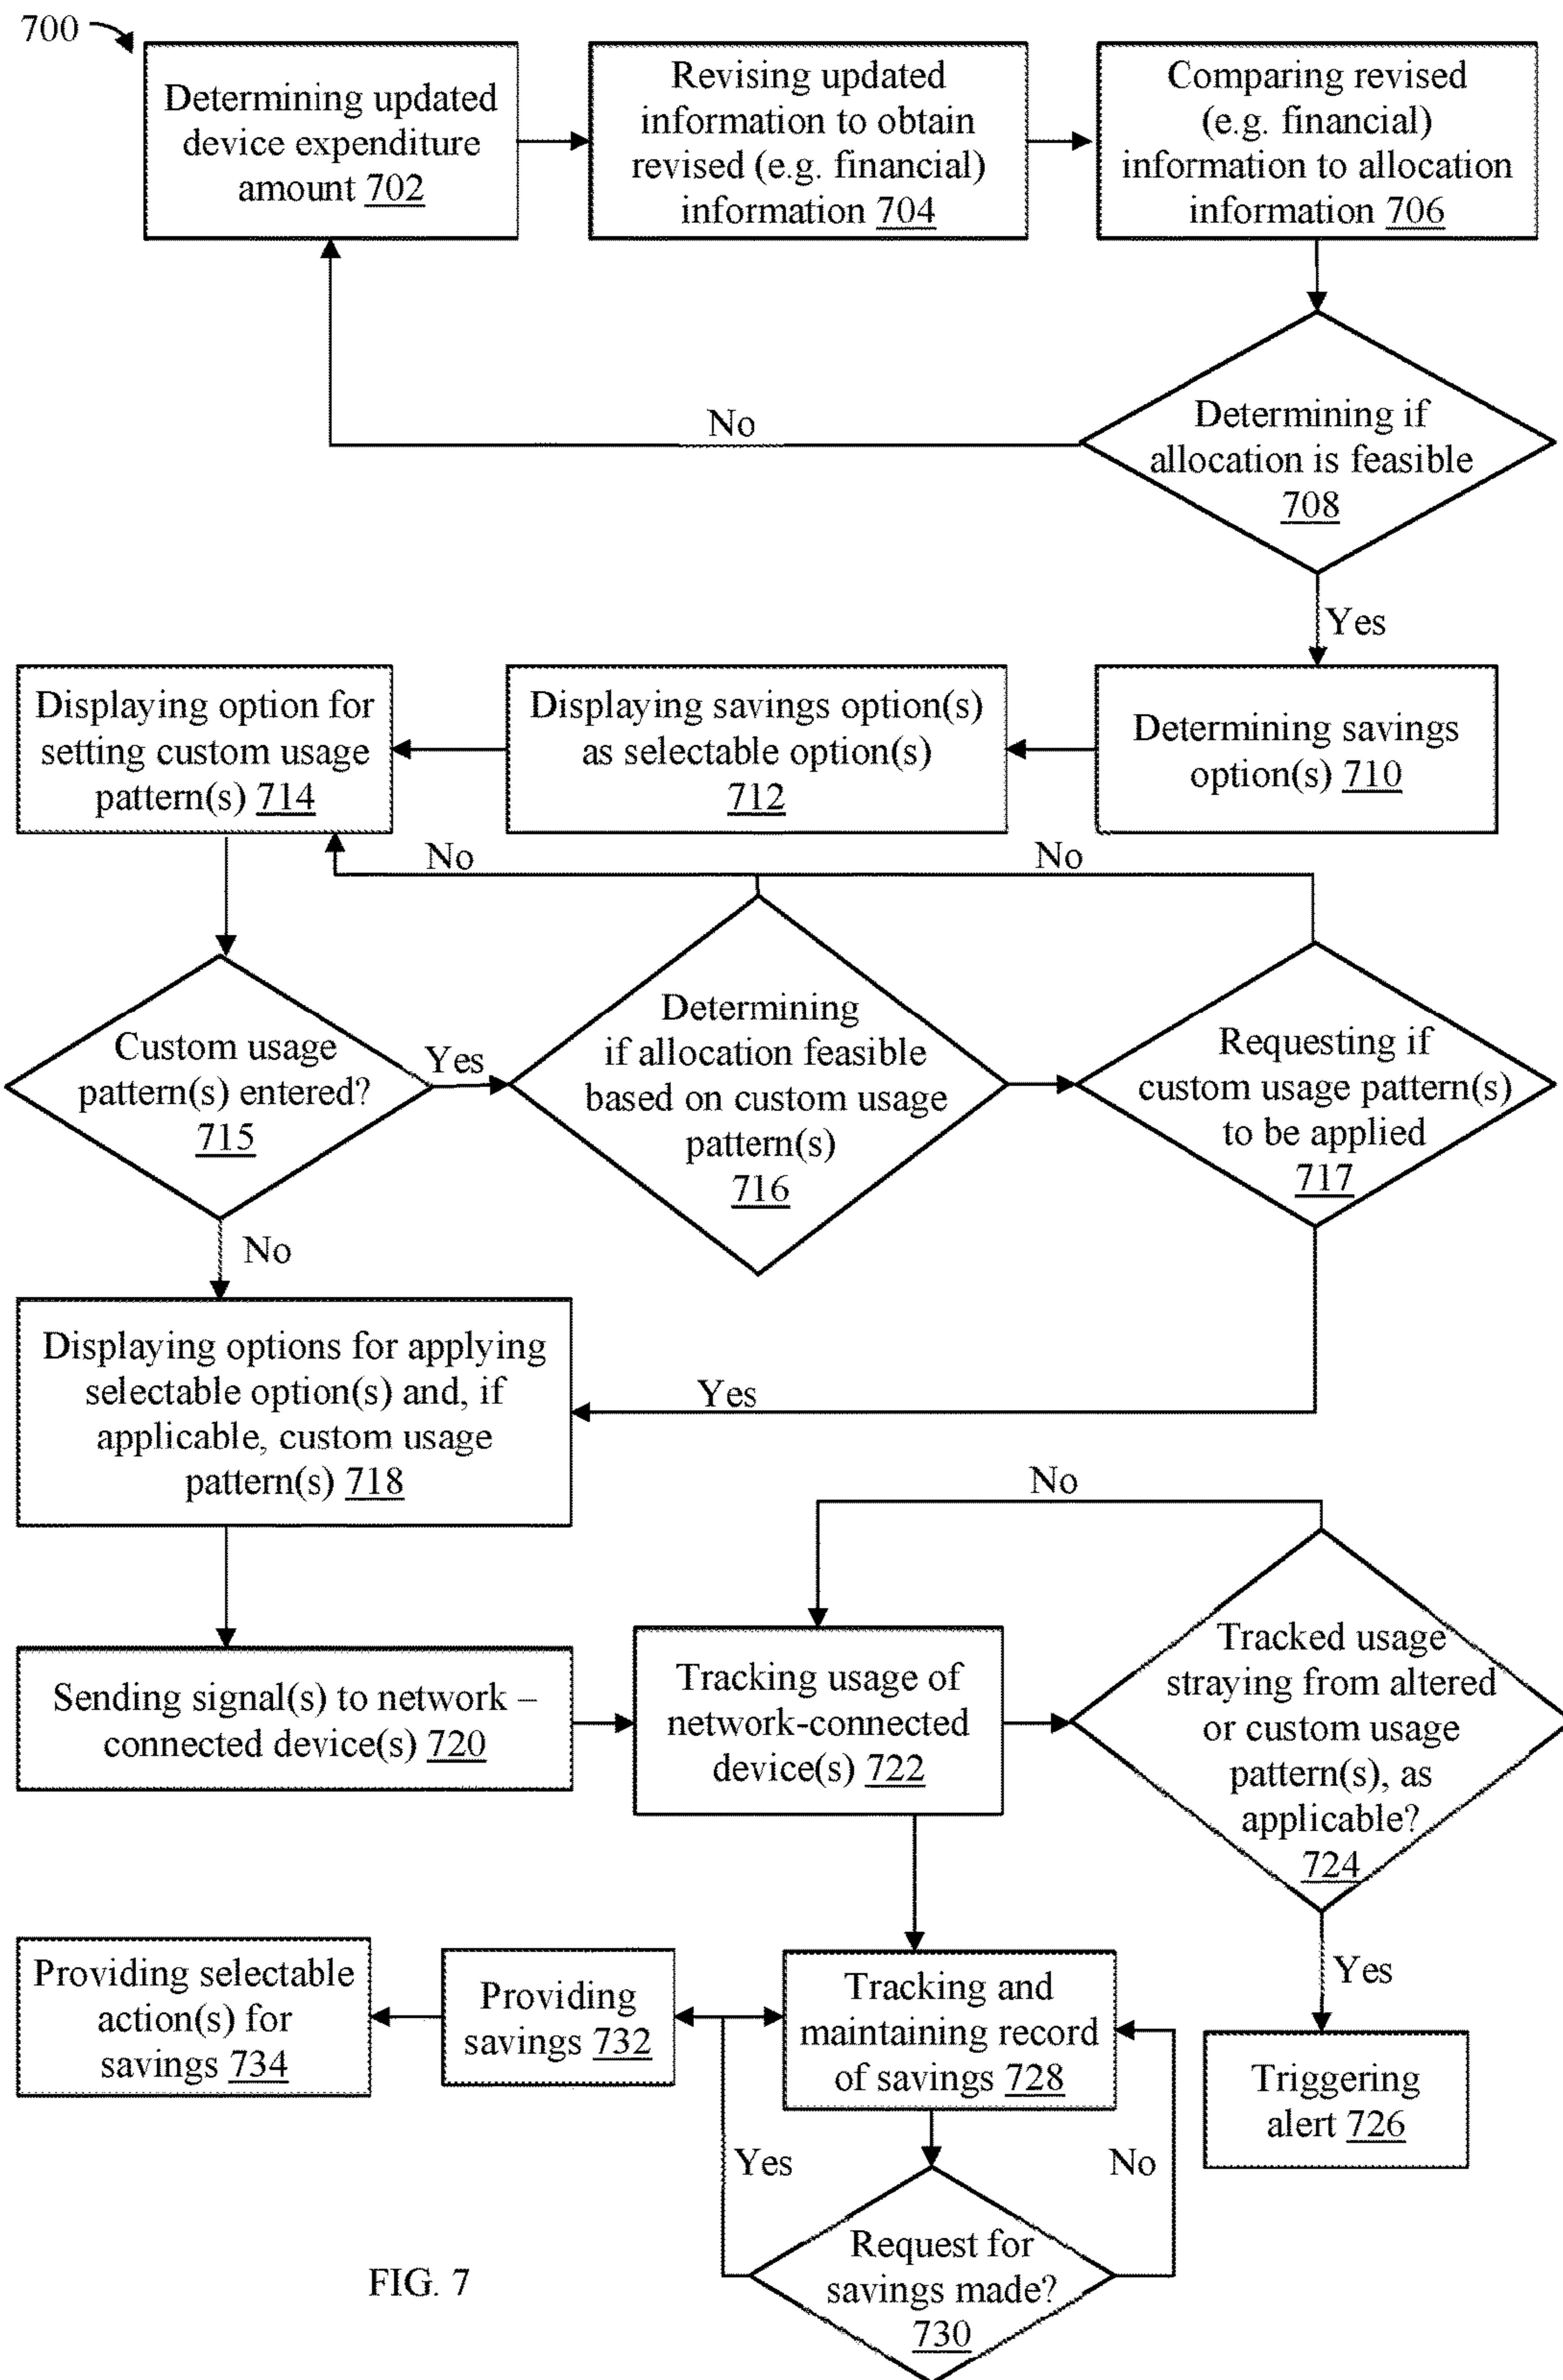 700
Determining updated
device expenditure
amount 702
Revising updated
information to obtain
revised (e.g. financial)
information 704
Comparing revised
(e.g. financial)
information to allocation
information 706
No
Determining if
allocation is feasible
708
Yes
Displaying option for
setting custom usage
pattern(s) 714
Displaying savings option(s)
as selectable option(s)
712
Determining savings
option(s) 710
No
No
Custom usage
pattern(s) entered?
715
Yes
Determining
if allocation feasible
based on custom usage
pattern(s)
716
Requesting if
custom usage pattern(s)
to be applied
717
No
Displaying options for applying
selectable option(s) and, if
applicable, custom usage
pattern(s) 718
Yes
No
Sending signal(s) to network –
connected device(s) 720
Tracking usage of
network-connected
device(s) 722
Tracked usage
straying from altered
or custom usage
pattern(s), as
applicable?
724
Yes
Providing selectable
action(s) for
savings 734
Providing
savings 732
Tracking and
maintaining record
of savings 728
Triggering
alert 726
Yes
No
Request for
savings made?
730
FIG. 7